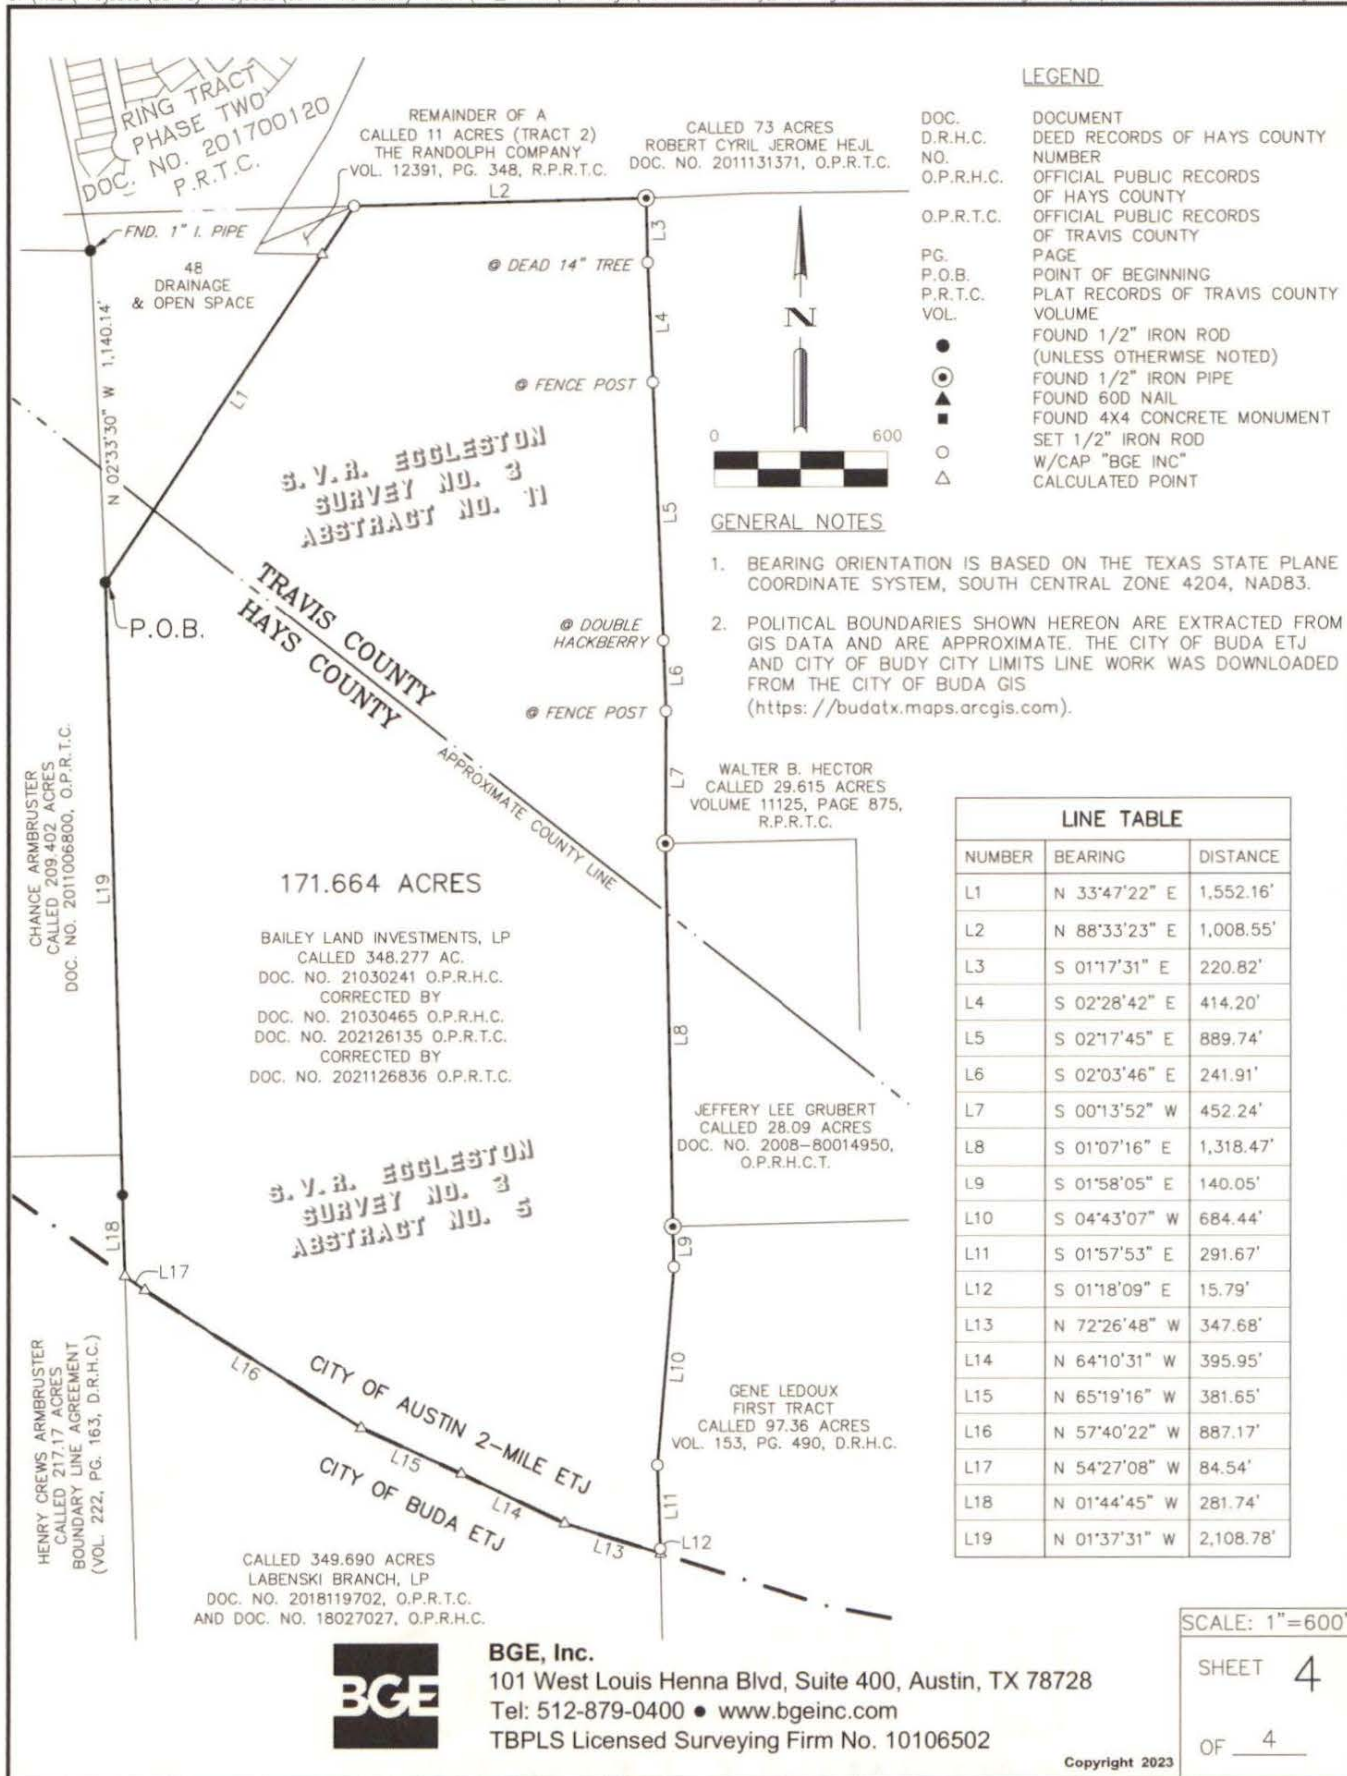 RING TRACT
PHASE TWO
DOC. NO. 201700120
P.R.T.C.
REMAINDER OF A
CALLED 11 ACRES (TRACT 2)
THE RANDOLPH COMPANY
VOL. 12391, PG. 348, R.P.R.T.C.
CALLED 73 ACRES
ROBERT CYRIL JEROME HEJL
DOC. NO. 2011131371, O.P.R.T.C.
L2
FND. 1" I. PIPE
48
DRAINAGE
& OPEN SPACE
N 02°33'30" W 1,140.14'
L1
L3
@ DEAD 14" TREE
L4
@ FENCE POST
L5
S.V.R. EGGLESTON
SURVEY NO. 3
ABSTRACT NO. 11
P.O.B.
TRAVIS COUNTY
HAYS COUNTY
@ DOUBLE
HACKBERRY
L6
@ FENCE POST
L7
APPROXIMATE COUNTY LINE
WALTER B. HECTOR
CALLED 29.615 ACRES
VOLUME 11125, PAGE 875,
R.P.R.T.C.
CHANCE ARMBRUSTER
CALLED 209.402 ACRES
DOC. NO. 2011006800, O.P.R.T.C.
L19
171.664 ACRES
BAILEY LAND INVESTMENTS, LP
CALLED 348.277 AC.
DOC. NO. 21030241 O.P.R.H.C.
CORRECTED BY
DOC. NO. 21030465 O.P.R.H.C.
DOC. NO. 202126135 O.P.R.T.C.
CORRECTED BY
DOC. NO. 2021126836 O.P.R.T.C.
L8
JEFFERY LEE GRUBERT
CALLED 28.09 ACRES
DOC. NO. 2008-80014950,
O.P.R.H.C.T.
S.V.R. EGGLESTON
SURVEY NO. 3
ABSTRACT NO. 5
L18
L17
L9
L16
L10
CITY OF AUSTIN 2-MILE ETJ
CITY OF BUDA ETJ
L15
L14
L13
L11
L12
GENE LEDOUX
FIRST TRACT
CALLED 97.36 ACRES
VOL. 153, PG. 490, D.R.H.C.
HENRY CREWS ARMBRUSTER
CALLED 217.17 ACRES
BOUNDARY LINE AGREEMENT
(VOL. 222, PG. 163, D.R.H.C.)
CALLED 349.690 ACRES
LABENSKI BRANCH, LP
DOC. NO. 2018119702, O.P.R.T.C.
AND DOC. NO. 18027027, O.P.R.H.C.
N
0 600
LEGEND
DOC. DOCUMENT
D.R.H.C. DEED RECORDS OF HAYS COUNTY
NO. NUMBER
O.P.R.H.C. OFFICIAL PUBLIC RECORDS
OF HAYS COUNTY
O.P.R.T.C. OFFICIAL PUBLIC RECORDS
OF TRAVIS COUNTY
PG. PAGE
P.O.B. POINT OF BEGINNING
P.R.T.C. PLAT RECORDS OF TRAVIS COUNTY
VOL. VOLUME
FOUND 1/2" IRON ROD
(UNLESS OTHERWISE NOTED)
FOUND 1/2" IRON PIPE
FOUND 60D NAIL
FOUND 4X4 CONCRETE MONUMENT
SET 1/2" IRON ROD
W/CAP "BGE INC"
CALCULATED POINT
GENERAL NOTES
1. BEARING ORIENTATION IS BASED ON THE TEXAS STATE PLANE
COORDINATE SYSTEM, SOUTH CENTRAL ZONE 4204, NAD83.
2. POLITICAL BOUNDARIES SHOWN HEREON ARE EXTRACTED FROM
GIS DATA AND ARE APPROXIMATE. THE CITY OF BUDA ETJ
AND CITY OF BUDY CITY LIMITS LINE WORK WAS DOWNLOADED
FROM THE CITY OF BUDA GIS
(https://budatx.maps.arcgis.com).
LINE TABLE
NUMBER BEARING DISTANCE
L1 N 33°47'22" E 1,552.16'
L2 N 88°33'23" E 1,008.55'
L3 S 01°17'31" E 220.82'
L4 S 02°28'42" E 414.20'
L5 S 02°17'45" E 889.74'
L6 S 02°03'46" E 241.91'
L7 S 00°13'52" W 452.24'
L8 S 01°07'16" E 1,318.47'
L9 S 01°58'05" E 140.05'
L10 S 04°43'07" W 684.44'
L11 S 01°57'53" E 291.67'
L12 S 01°18'09" E 15.79'
L13 N 72°26'48" W 347.68'
L14 N 64°10'31" W 395.95'
L15 N 65°19'16" W 381.65'
L16 N 57°40'22" W 887.17'
L17 N 54°27'08" W 84.54'
L18 N 01°44'45" W 281.74'
L19 N 01°37'31" W 2,108.78'
BGE
BGE, Inc.
101 West Louis Henna Blvd, Suite 400, Austin, TX 78728
Tel: 512-879-0400 ● www.bgeinc.com
TBPLS Licensed Surveying Firm No. 10106502
Copyright 2023
SCALE: 1"=600'
SHEET 4
OF 4